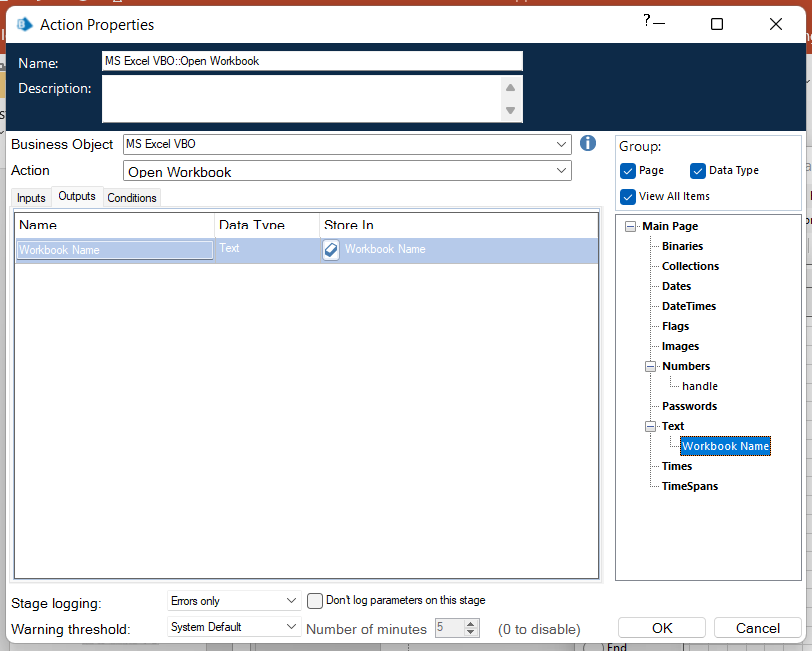 Action Properties
?
Name: MS Excel VBO::Open Workbook
Description:
Business Object MS Excel VBO
Action Open Workbook
Inputs Outputs Conditions
Name Data Type Store In
Workbook Name Text Workbook Name
Group:
Page Data Type
View All Items
Main Page
Binaries
Collections
Dates
DateTimes
Flags
Images
Numbers
handle
Passwords
Text
Workbook Name
Times
TimeSpans
Stage logging: Errors only Don't log parameters on this stage
Warning threshold: System Default Number of minutes 5 (0 to disable)
OK Cancel
End